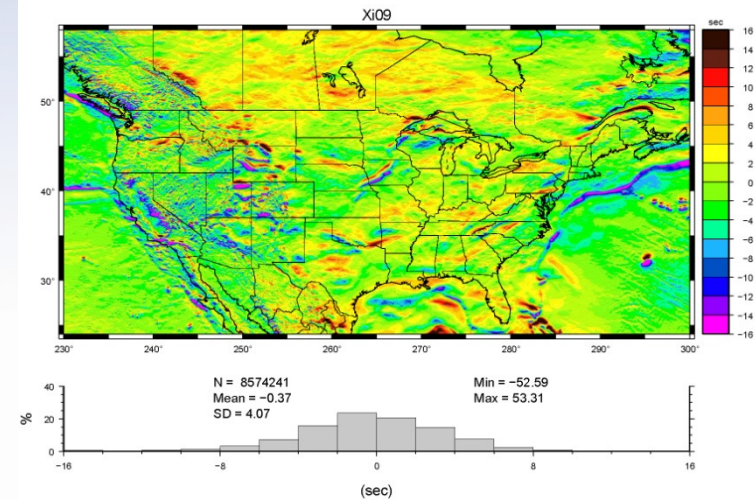 Xi09
sec
16
14
12
10
8
6
4
2
0
−2
−4
−6
−8
−10
−12
−14
−16
50°
40°
30°
230° 240° 250° 260° 270° 280° 290° 300°
N = 8574241
Mean = −0.37
SD = 4.07
Min = −52.59
Max = 53.31
%
40
20
0
−16 −8 0 8 16
(sec)